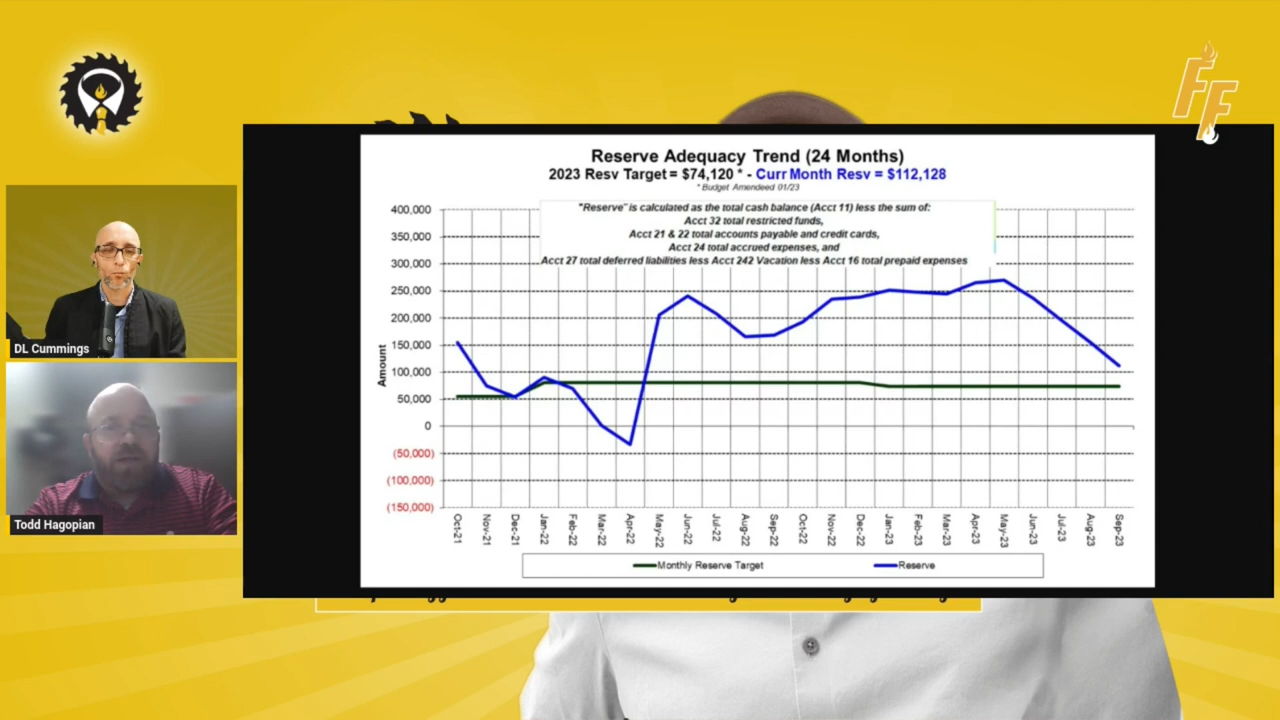 FF
Reserve Adequacy Trend (24 Months)
2023 Resv Target = $74,120 * - Curr Month Resv = $112,128
* Budget Amendeed 01/23
"Reserve" is calculated as the total cash balance (Acct 11) less the sum of:
Acct 32 total restricted funds,
Acct 21 & 22 total accounts payable and credit cards,
Acct 24 total accrued expenses, and
Acct 27 total deferred liabilities less Acct 242 Vacation less Acct 16 total prepaid expenses
Amount
400,000
350,000
300,000
250,000
200,000
150,000
100,000
50,000
0
(50,000)
(100,000)
(150,000)
Oct-21
Nov-21
Dec-21
Jan-22
Feb-22
Mar-22
Apr-22
May-22
Jun-22
Jul-22
Aug-22
Sep-22
Oct-22
Nov-22
Dec-22
Jan-23
Feb-23
Mar-23
Apr-23
May-23
Jun-23
Jul-23
Aug-23
Sep-23
Monthly Reserve Target
Reserve
DL Cummings
Todd Hagopian